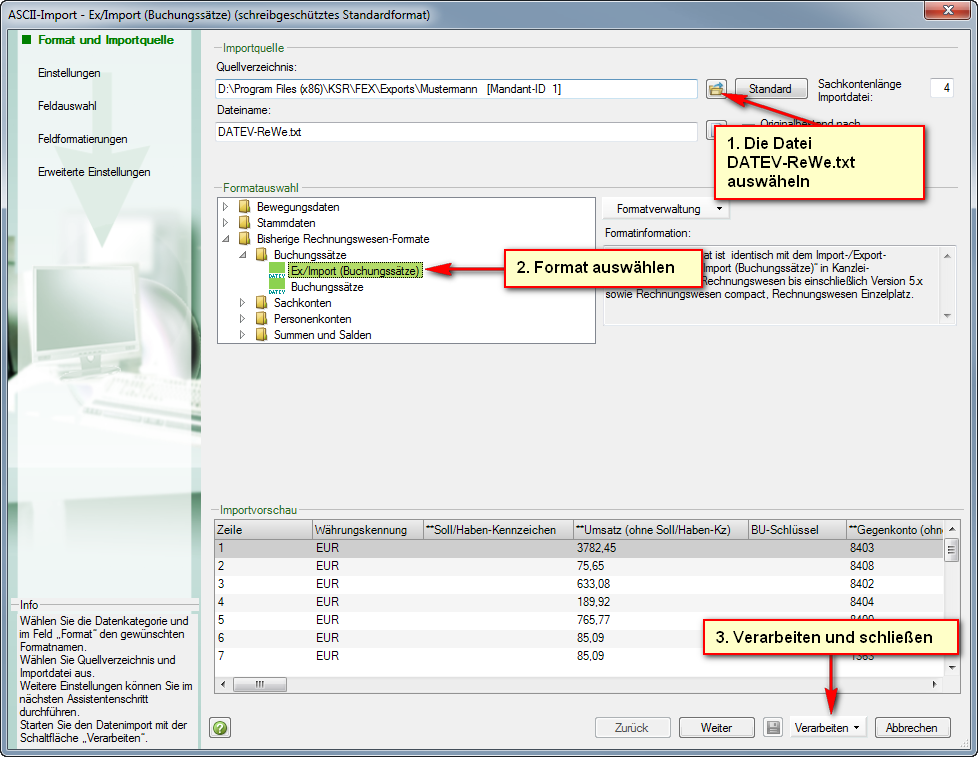 ASCII-Import - Ex/Import (Buchungssätze) (schreibgeschütztes Standardformat)
Format und Importquelle
Einstellungen
Feldauswahl
Feldformatierungen
Erweiterte Einstellungen
Info
Wählen Sie die Datenkategorie und
im Feld „Format“ den gewünschten
Formatnamen.
Wählen Sie Quellverzeichnis und
Importdatei aus.
Weitere Einstellungen können Sie im
nächsten Assistentenschritt
durchführen.
Starten Sie den Datenimport mit der
Schaltfläche „Verarbeiten“.
Importquelle
Quellverzeichnis:
D:\Program Files (x86)\KSR\FEX\Exports\Mustermann [Mandant-ID 1]
Standard
Sachkontenlänge
Importdatei:
4
Dateiname:
DATEV-ReWe.txt
Originalbestand nach
1. Die Datei
DATEV-ReWe.txt
auswäheln
Formatauswahl
Bewegungsdaten
Stammdaten
Bisherige Rechnungswesen-Formate
Buchungssätze
DATEV Ex/Import (Buchungssätze)
DATEV Buchungssätze
Sachkonten
Personenkonten
Summen und Salden
2. Format auswählen
Formatverwaltung
Formatinformation:
at ist identisch mit dem Import-/Export-
mport (Buchungssätze)" in Kanzlei-
Rechnungswesen bis einschließlich Version 5.x
sowie Rechnungswesen compact, Rechnungswesen Einzelplatz.
Importvorschau
Zeile Währungskennung **Soll/Haben-Kennzeichen **Umsatz (ohne Soll/Haben-Kz) BU-Schlüssel **Gegenkonto (ohn
1 EUR 3782,45 8403
2 EUR 75,65 8408
3 EUR 633,08 8402
4 EUR 189,92 8404
5 EUR 765,77
6 EUR 85,09
7 EUR 85,09
3. Verarbeiten und schließen
Zurück
Weiter
Verarbeiten
Abbrechen